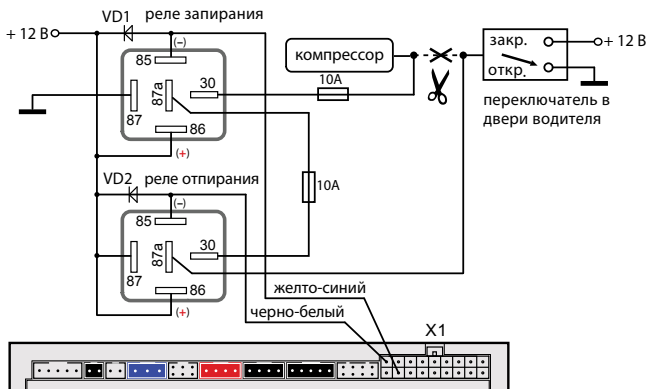 VD1 реле запирания
+ 12 В
(–)
85
30
87a
87
86
(+)
компрессор
10A
закр.
откр.
+ 12 В
переключатель в
двери водителя
10A
VD2 реле отпирания
(–)
85
30
87a
87
86
(+)
желто-синий
черно-белый
X1